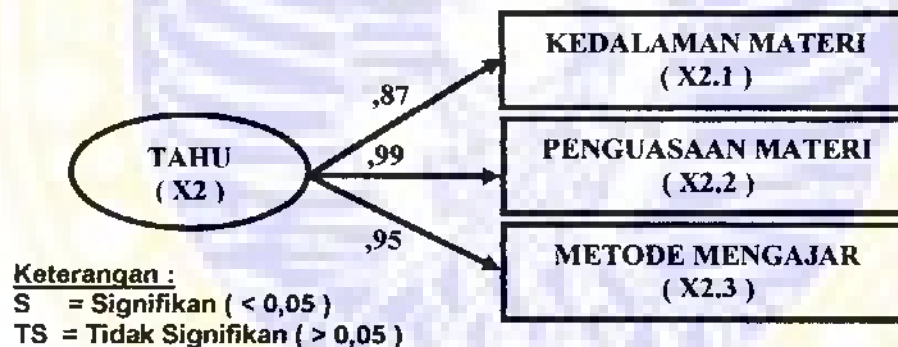 KEDALAMAN MATERI
( X2.1 )
,87
TAHU
( X2 )
,99
PENGUASAAN MATERI
( X2.2 )
,95
METODE MENGAJAR
( X2.3 )
Keterangan :
S = Signifikan ( < 0,05 )
TS = Tidak Signifikan ( > 0,05 )